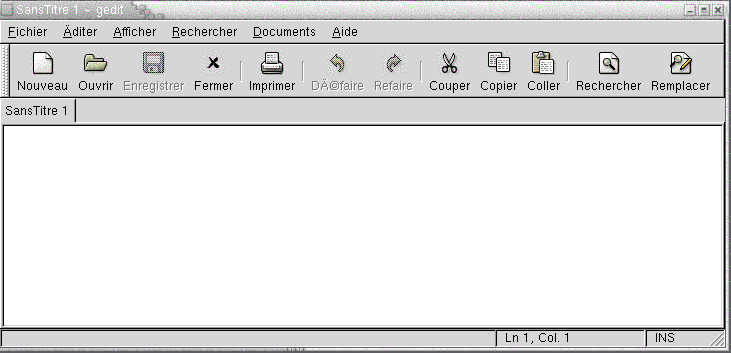 SansTitre 1 - gedit
Fichier Äditer Afficher Rechercher Documents Aide
Nouveau Ouvrir Enregistrer Fermer Imprimer DÃ©faire Refaire Couper Copier Coller Rechercher Remplacer
SansTitre 1
Ln 1, Col. 1 INS